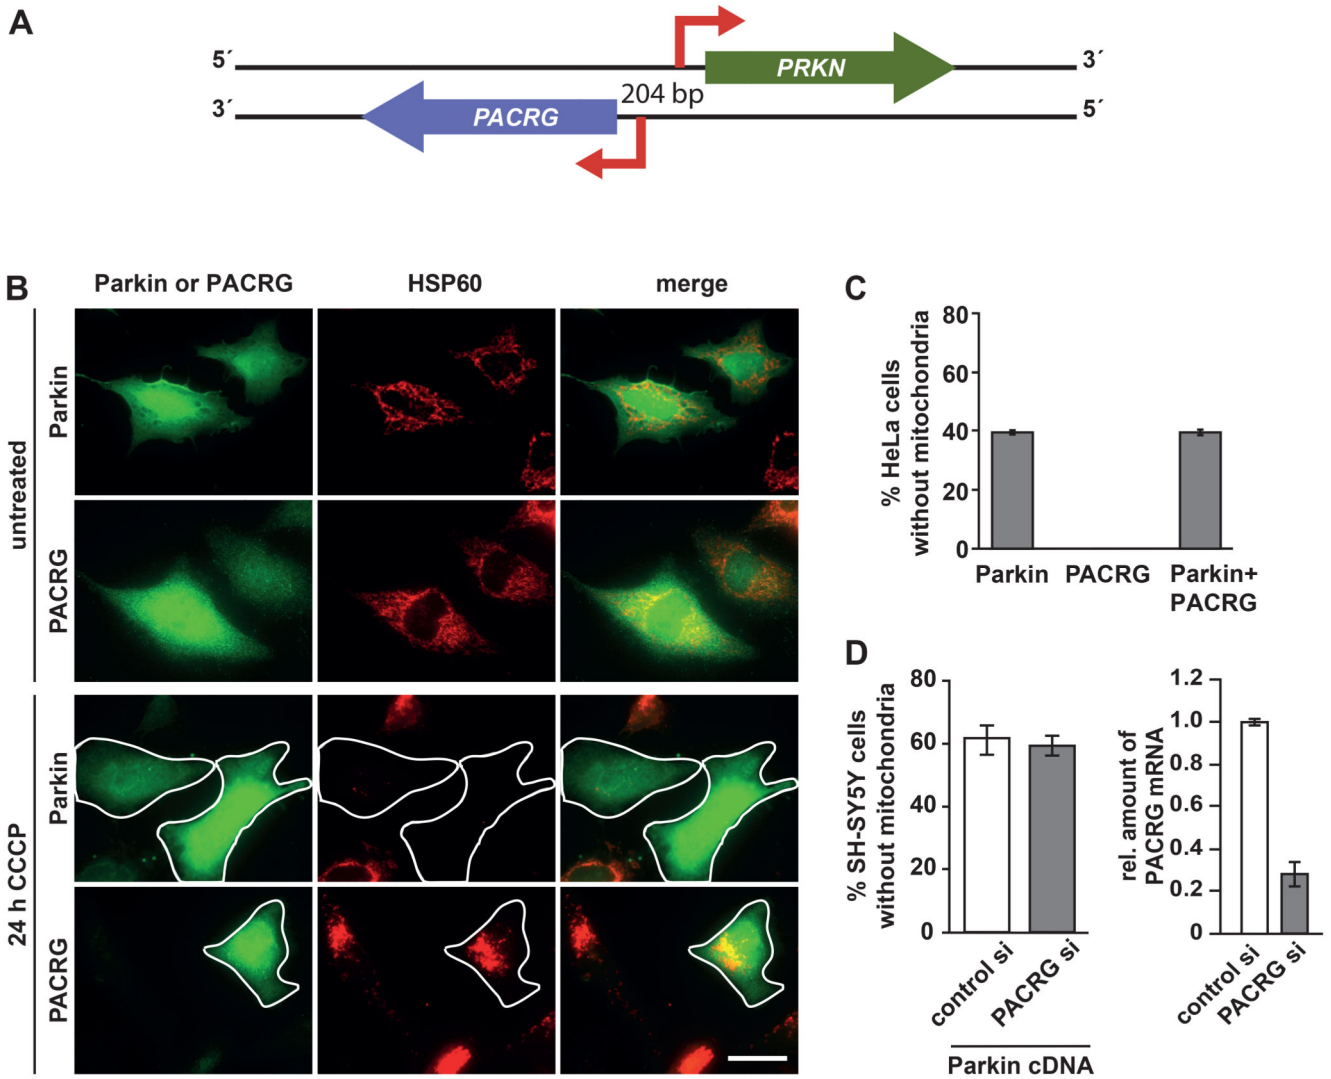 A
5´
3´
PRKN
204 bp
3´
5´
PACRG
B
Parkin or PACRG
HSP60
merge
untreated
Parkin
PACRG
24 h CCCP
Parkin
PACRG
C
% HeLa cells
without mitochondria
80
60
40
20
0
Parkin
PACRG
Parkin+
PACRG
D
% SH-SY5Y cells
without mitochondria
80
60
40
20
0
control si
PACRG si
Parkin cDNA
rel. amount of
PACRG mRNA
1.2
1.0
0.8
0.6
0.4
0.2
0
control si
PACRG si